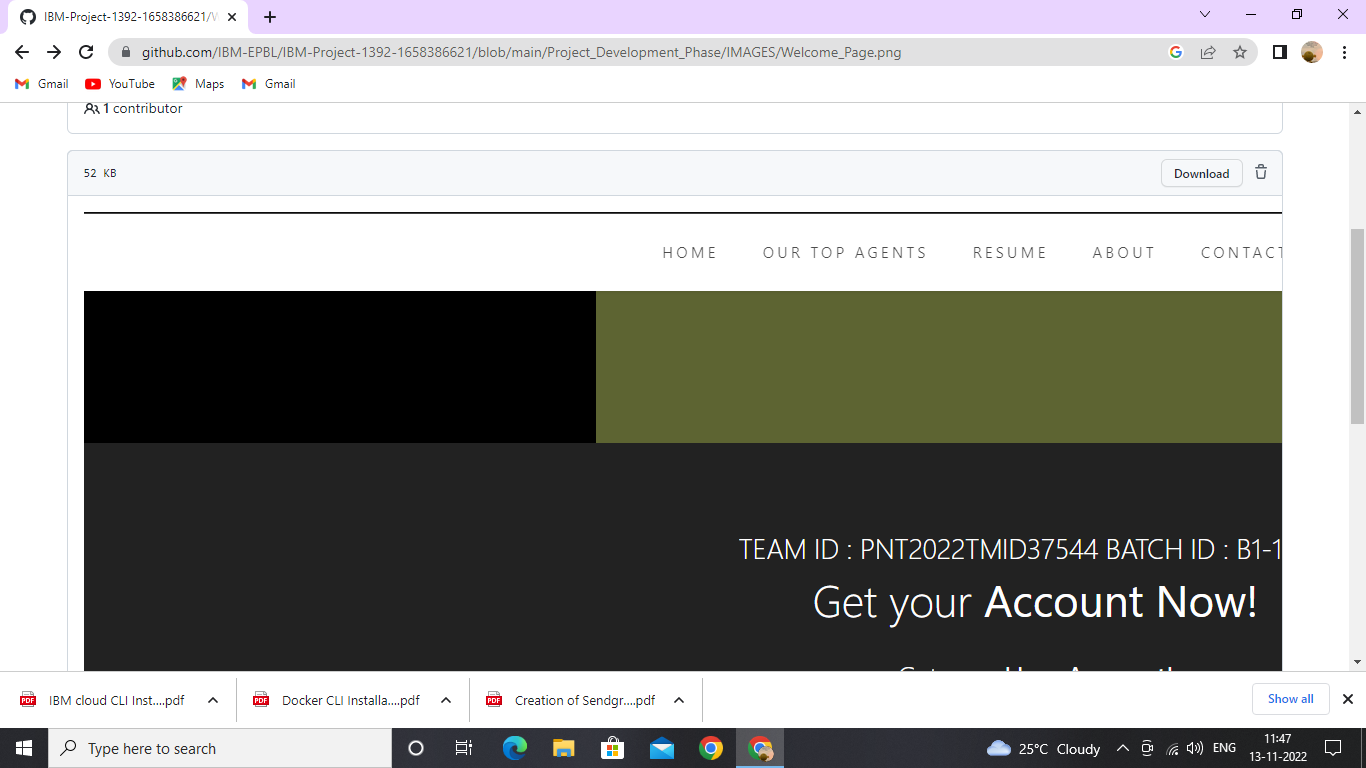 IBM-Project-1392-1658386621/W
github.com/IBM-EPBL/IBM-Project-1392-1658386621/blob/main/Project_Development_Phase/IMAGES/Welcome_Page.png
Gmail YouTube Maps Gmail
1 contributor
52 KB Download
HOME OUR TOP AGENTS RESUME ABOUT CONTACT
TEAM ID : PNT2022TMID37544 BATCH ID : B1-1
Get your Account Now!
IBM cloud CLI Inst....pdf Docker CLI Installa....pdf Creation of Sendgr....pdf Show all
Type here to search 25°C Cloudy ENG 11:47
13-11-2022